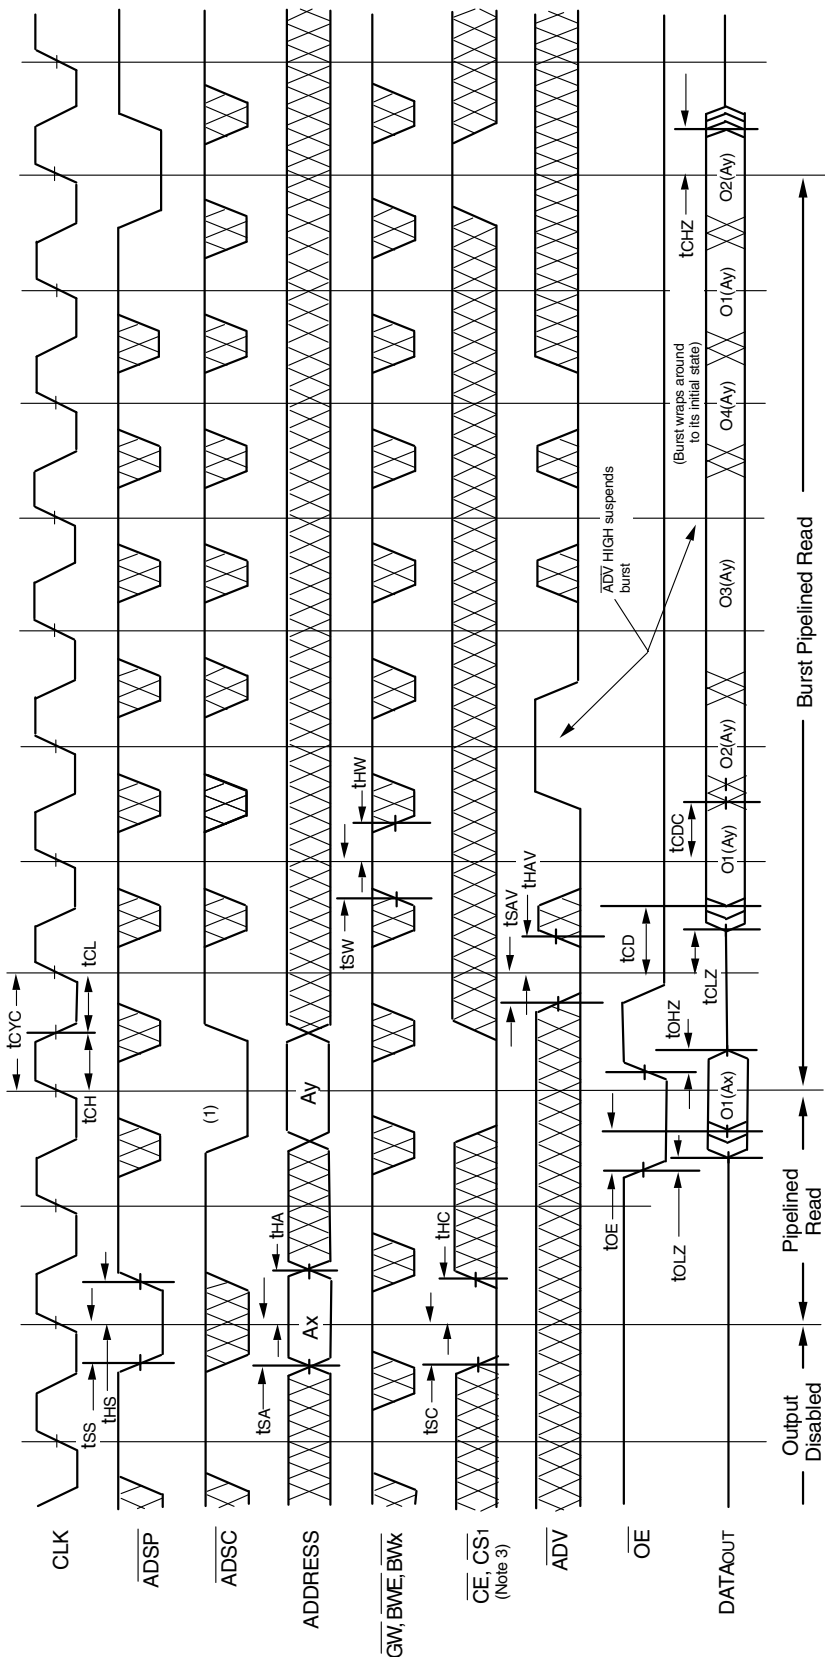 CLK
tCYC
tCH
tCL
ADSP
tSS
tHS
ADSC
(1)
ADDRESS
tSA
tHA
Ax
Ay
GW, BWE, BWx
tSW
tHW
CE, CS1
(Note 3)
tSC
tHC
ADV
tSAV
tHAV
ADV HIGH suspends
burst
OE
tOE
tOHZ
tCD
tOLZ
tCLZ
tCDC
tCHZ
(Burst wraps around
to its initial state)
DATAOUT
O1(Ax)
O1(Ay)
O2(Ay)
O3(Ay)
O4(Ay)
O1(Ay)
O2(Ay)
Output
Disabled
Pipelined
Read
Burst Pipelined Read